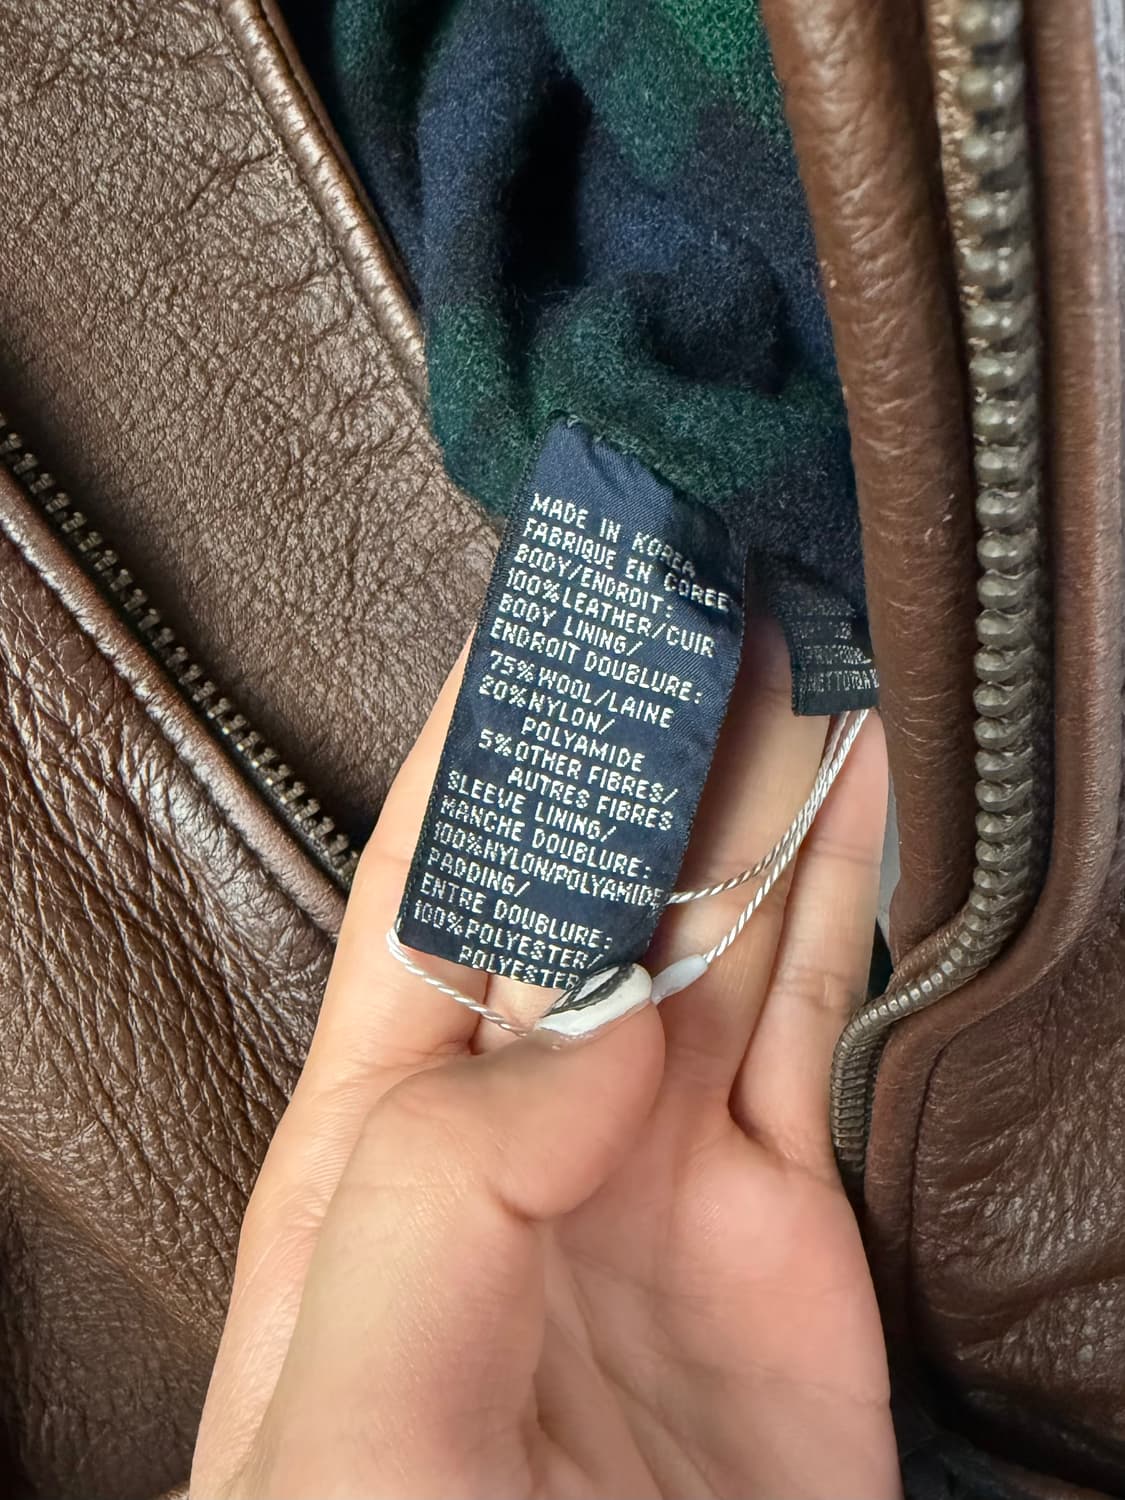 MADE IN KOREA
FABRIQUE EN COREE
BODY/ENDROIT:
100%LEATHER/CUIR
BODY LINING/
ENDROIT DOUBLURE:
75%WOOL/LAINE
20%NYLON/
POLYAMIDE
5%OTHER FIBRES/
AUTRES FIBRES
SLEEVE LINING/
MANCHE DOUBLURE:
100%NYLON/POLYAMIDE
PADDING/
ENTRE DOUBLURE:
100%POLYESTER/
POLYESTER